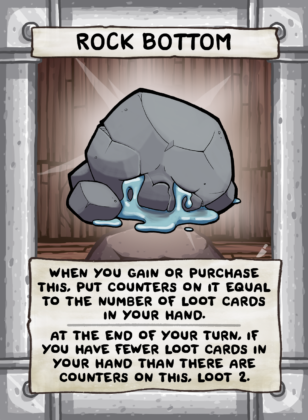 ROCK BOTTOM
WHEN YOU GAIN OR PURCHASE
THIS, PUT COUNTERS ON IT EQUAL
TO THE NUMBER OF LOOT CARDS
IN YOUR HAND.
AT THE END OF YOUR TURN, IF
YOU HAVE FEWER LOOT CARDS IN
YOUR HAND THAN THERE ARE
COUNTERS ON THIS, LOOT 2.